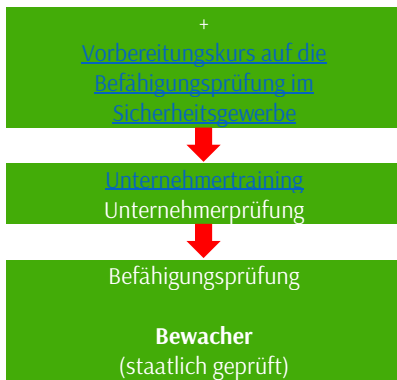 +
Vorbereitungskurs auf die
Befähigungsprüfung im
Sicherheitsgewerbe
Unternehmertraining
Unternehmerprüfung
Befähigungsprüfung
Bewacher
(staatlich geprüft)